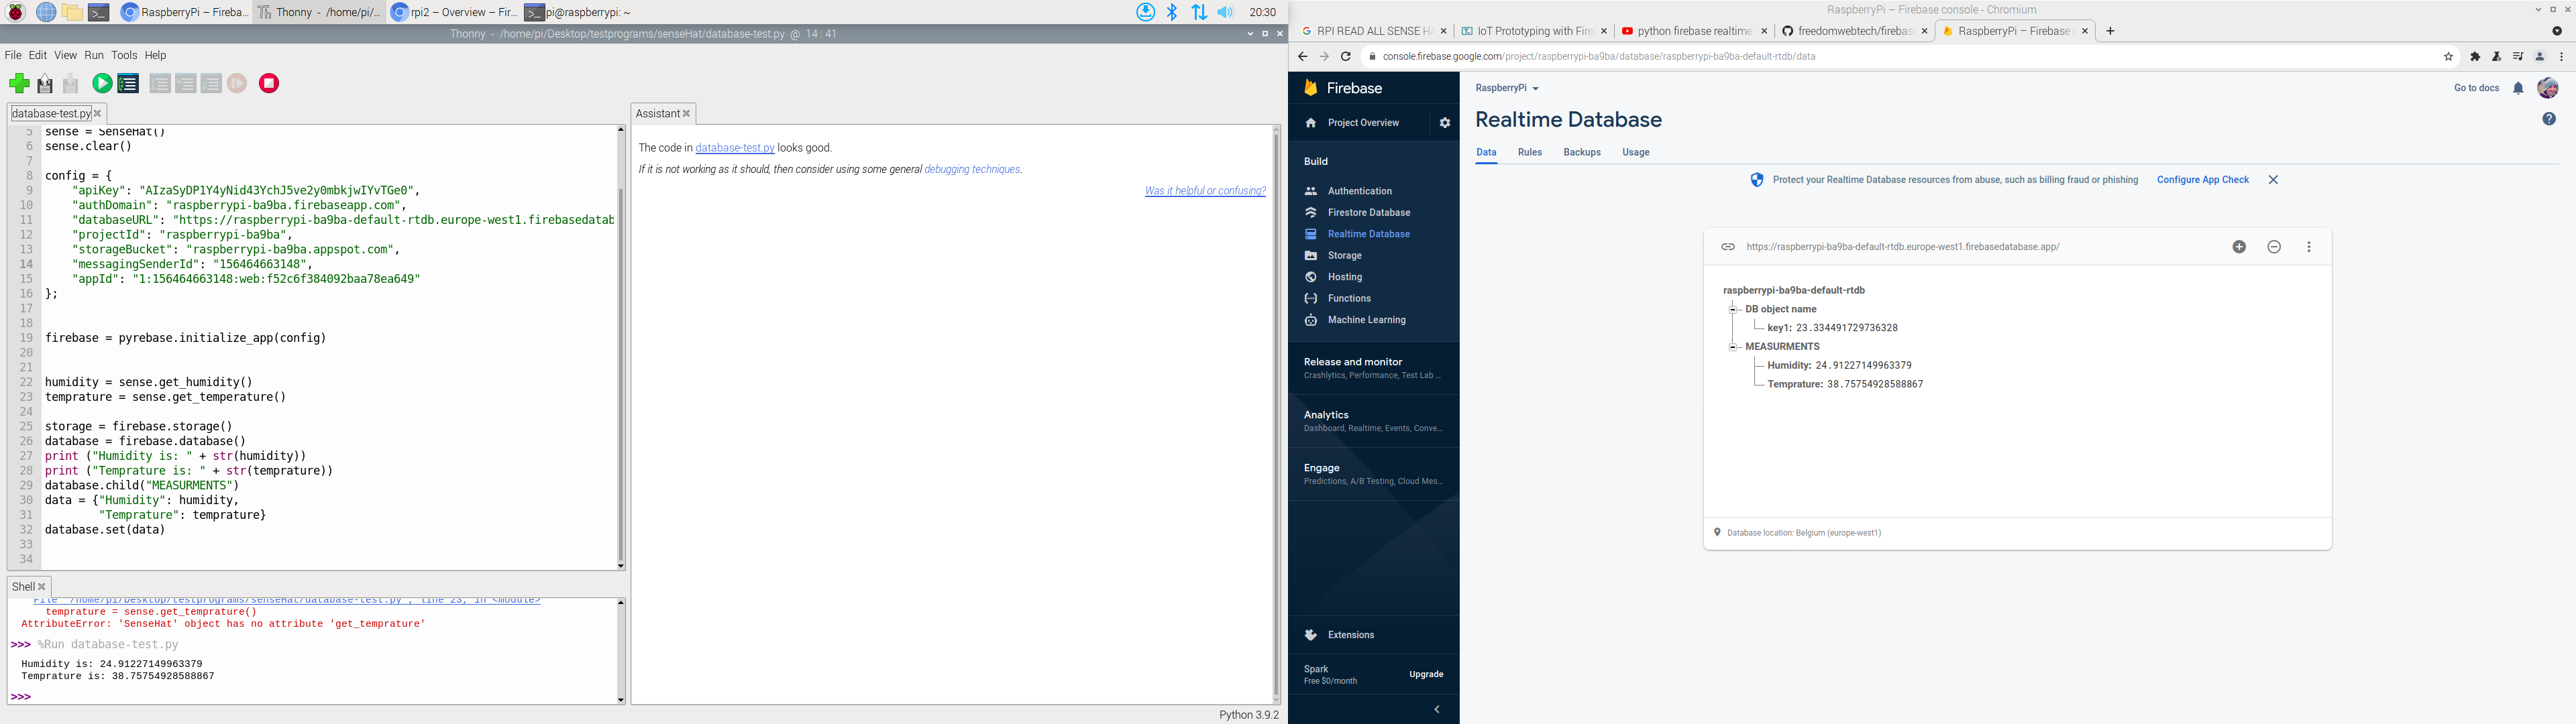 RaspberryPi – Fireba...
Thonny - /home/pi/...
rpi2 – Overview – Fir...
pi@raspberrypi: ~
20:30
Thonny - /home/pi/Desktop/testprograms/senseHat/database-test.py @ 14 : 41
File Edit View Run Tools Help
database-test.py
5 sense = SenseHat()
6 sense.clear()
7
8 config = {
9 "apiKey": "AIzaSyDP1Y4yNid43YchJ5ve2y0mbkjwIYvTGe0",
10 "authDomain": "raspberrypi-ba9ba.firebaseapp.com",
11 "databaseURL": "https://raspberrypi-ba9ba-default-rtdb.europe-west1.firebasedatab
12 "projectId": "raspberrypi-ba9ba",
13 "storageBucket": "raspberrypi-ba9ba.appspot.com",
14 "messagingSenderId": "156464663148",
15 "appId": "1:156464663148:web:f52c6f384092baa78ea649"
16 };
17
18
19 firebase = pyrebase.initialize_app(config)
20
21
22 humidity = sense.get_humidity()
23 temprature = sense.get_temperature()
24
25 storage = firebase.storage()
26 database = firebase.database()
27 print ("Humidity is: " + str(humidity))
28 print ("Temprature is: " + str(temprature))
29 database.child("MEASURMENTS")
30 data = {"Humidity": humidity,
31 "Temprature": temprature}
32 database.set(data)
33
34
Shell
File "/home/pi/Desktop/testprograms/senseHat/database-test.py", line 23, in <module>
temprature = sense.get_temprature()
AttributeError: 'SenseHat' object has no attribute 'get_temprature'
>>> %Run database-test.py
Humidity is: 24.91227149963379
Temprature is: 38.75754928588867
>>>
Assistant
The code in database-test.py looks good.
If it is not working as it should, then consider using some general debugging techniques.
Was it helpful or confusing?
Python 3.9.2
RaspberryPi – Firebase console - Chromium
RPI READ ALL SENSE HA
IoT Prototyping with Fire
python firebase realtime
freedomwebtech/firebas
RaspberryPi – Firebase
console.firebase.google.com/project/raspberrypi-ba9ba/database/raspberrypi-ba9ba-default-rtdb/data
Firebase
Project Overview
Build
Authentication
Firestore Database
Realtime Database
Storage
Hosting
Functions
Machine Learning
Release and monitor
Crashlytics, Performance, Test Lab ...
Analytics
Dashboard, Realtime, Events, Conve...
Engage
Predictions, A/B Testing, Cloud Mes...
Extensions
Spark
Free $0/month
Upgrade
RaspberryPi
Go to docs
Realtime Database
Data Rules Backups Usage
Protect your Realtime Database resources from abuse, such as billing fraud or phishing
Configure App Check
https://raspberrypi-ba9ba-default-rtdb.europe-west1.firebasedatabase.app/
raspberrypi-ba9ba-default-rtdb
DB object name
key1: 23.334491729736328
MEASURMENTS
Humidity: 24.91227149963379
Temprature: 38.75754928588867
Database location: Belgium (europe-west1)